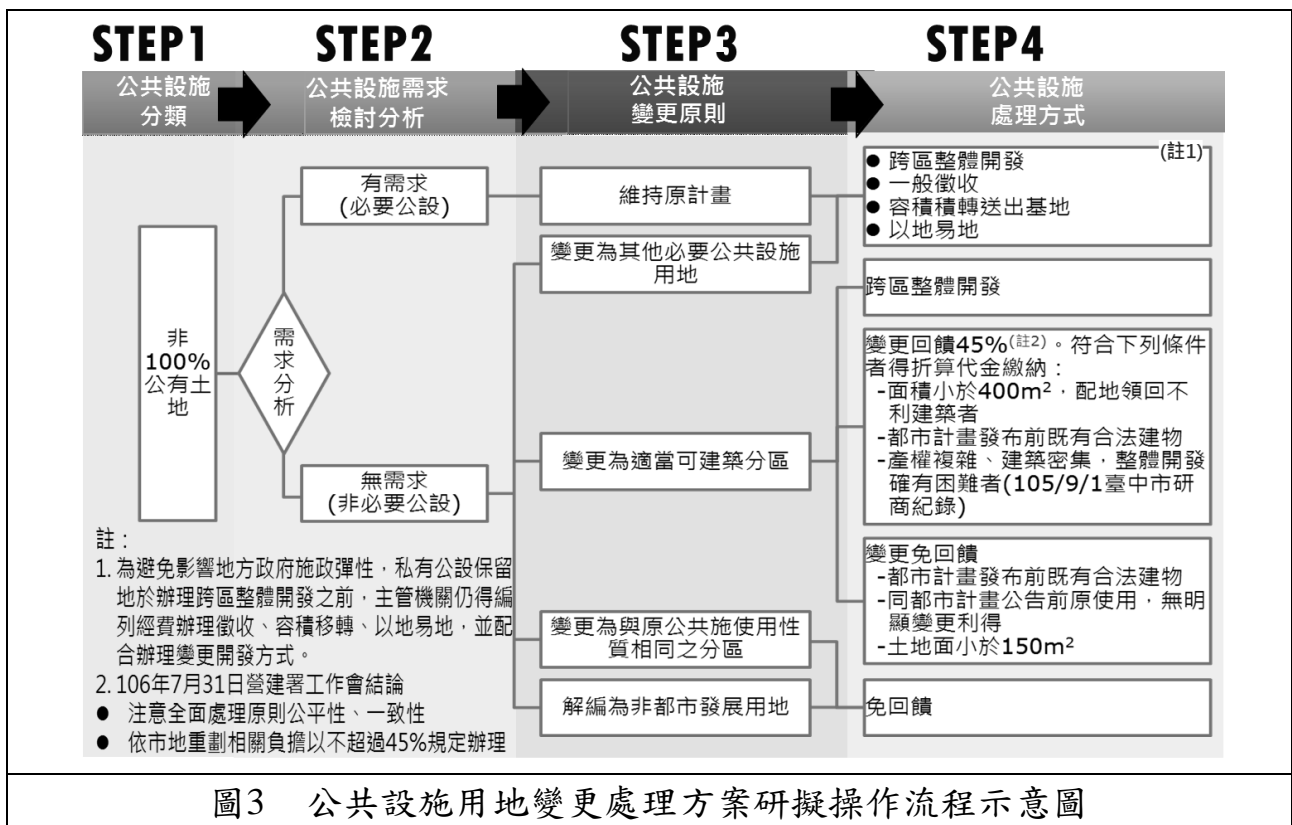 STEP1
STEP2
STEP3
STEP4
公共設施
分類
公共設施需求
檢討分析
公共設施
變更原則
公共設施
處理方式
非
100%
公有土
地
需
求
分
析
有需求
(必要公設)
無需求
(非必要公設)
維持原計畫
變更為其他必要公共設施
用地
變更為適當可建築分區
變更為與原公共施使用性
質相同之分區
解編為非都市發展用地
(註1)
● 跨區整體開發
● 一般徵收
● 容積積轉送出基地
● 以地易地
跨區整體開發
變更回饋45%(註2)。符合下列條件
者得折算代金繳納：
-面積小於400m²，配地領回不
利建築者
-都市計畫發布前既有合法建物
-產權複雜、建築密集，整體開發
確有困難者(105/9/1臺中市研
商紀錄)
變更免回饋
-都市計畫發布前既有合法建物
-同都市計畫公告前原使用，無明
顯變更利得
-土地面小於150m²
免回饋
註：
1. 為避免影響地方政府施政彈性，私有公設保留
地於辦理跨區整體開發之前，主管機關仍得編
列經費辦理徵收、容積移轉、以地易地，並配
合辦理變更開發方式。
2. 106年7月31日營建署工作會結論
● 注意全面處理原則公平性、一致性
● 依市地重劃相關負擔以不超過45%規定辦理
圖3 公共設施用地變更處理方案研擬操作流程示意圖